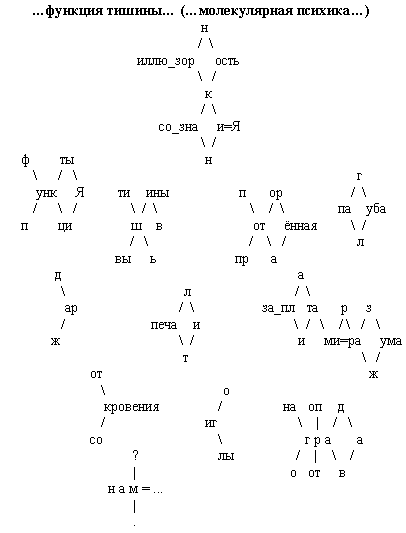 ...функция тишины... (...молекулярная психика...)
н
/ \
иллю_зор ость
\ /
к
/ \
со_зна и=Я
\ /
ф ты н
\ / \ г
унк Я ти ины п ор / \
/ \ / \ / \ \ / \ па уба
п ци ш в от ённая \ /
/ \ / \ / л
вы ь пр а
д а
\ л / \
ар / \ за_пл та р з
/ печа и \ / \ /\ / \
ж \ / и ми=ра ума
т \ /
от ж
\ о
кровения / на оп д
/ иг \ | / \
со \ г р а а
? лы / | \ /
| о от в
н а м = ...
|
.